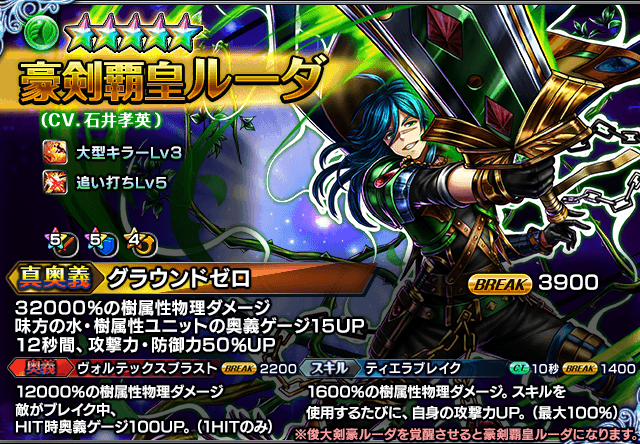 豪剣覇皇ルーダ
(CV.石井孝英)
大型キラーLv3
追い打ちLv5
5 5 4
真奥義 グラウンドゼロ
BREAK 3900
32000%の樹属性物理ダメージ
味方の水・樹属性ユニットの奥義ゲージ15UP
12秒間、攻撃力・防御力50%UP
奥義 ヴォルテックスブラスト BREAK 2200
スキル ティエラブレイク CT 10秒 BREAK 1400
12000%の樹属性物理ダメージ
敵がブレイク中、
HIT時奥義ゲージ100UP。(1HITのみ)
1600%の樹属性物理ダメージ。スキルを
使用するたびに、自身の攻撃力UP。(最大100%)
※俊大剣豪ルーダを覚醒させると豪剣覇皇ルーダになります。